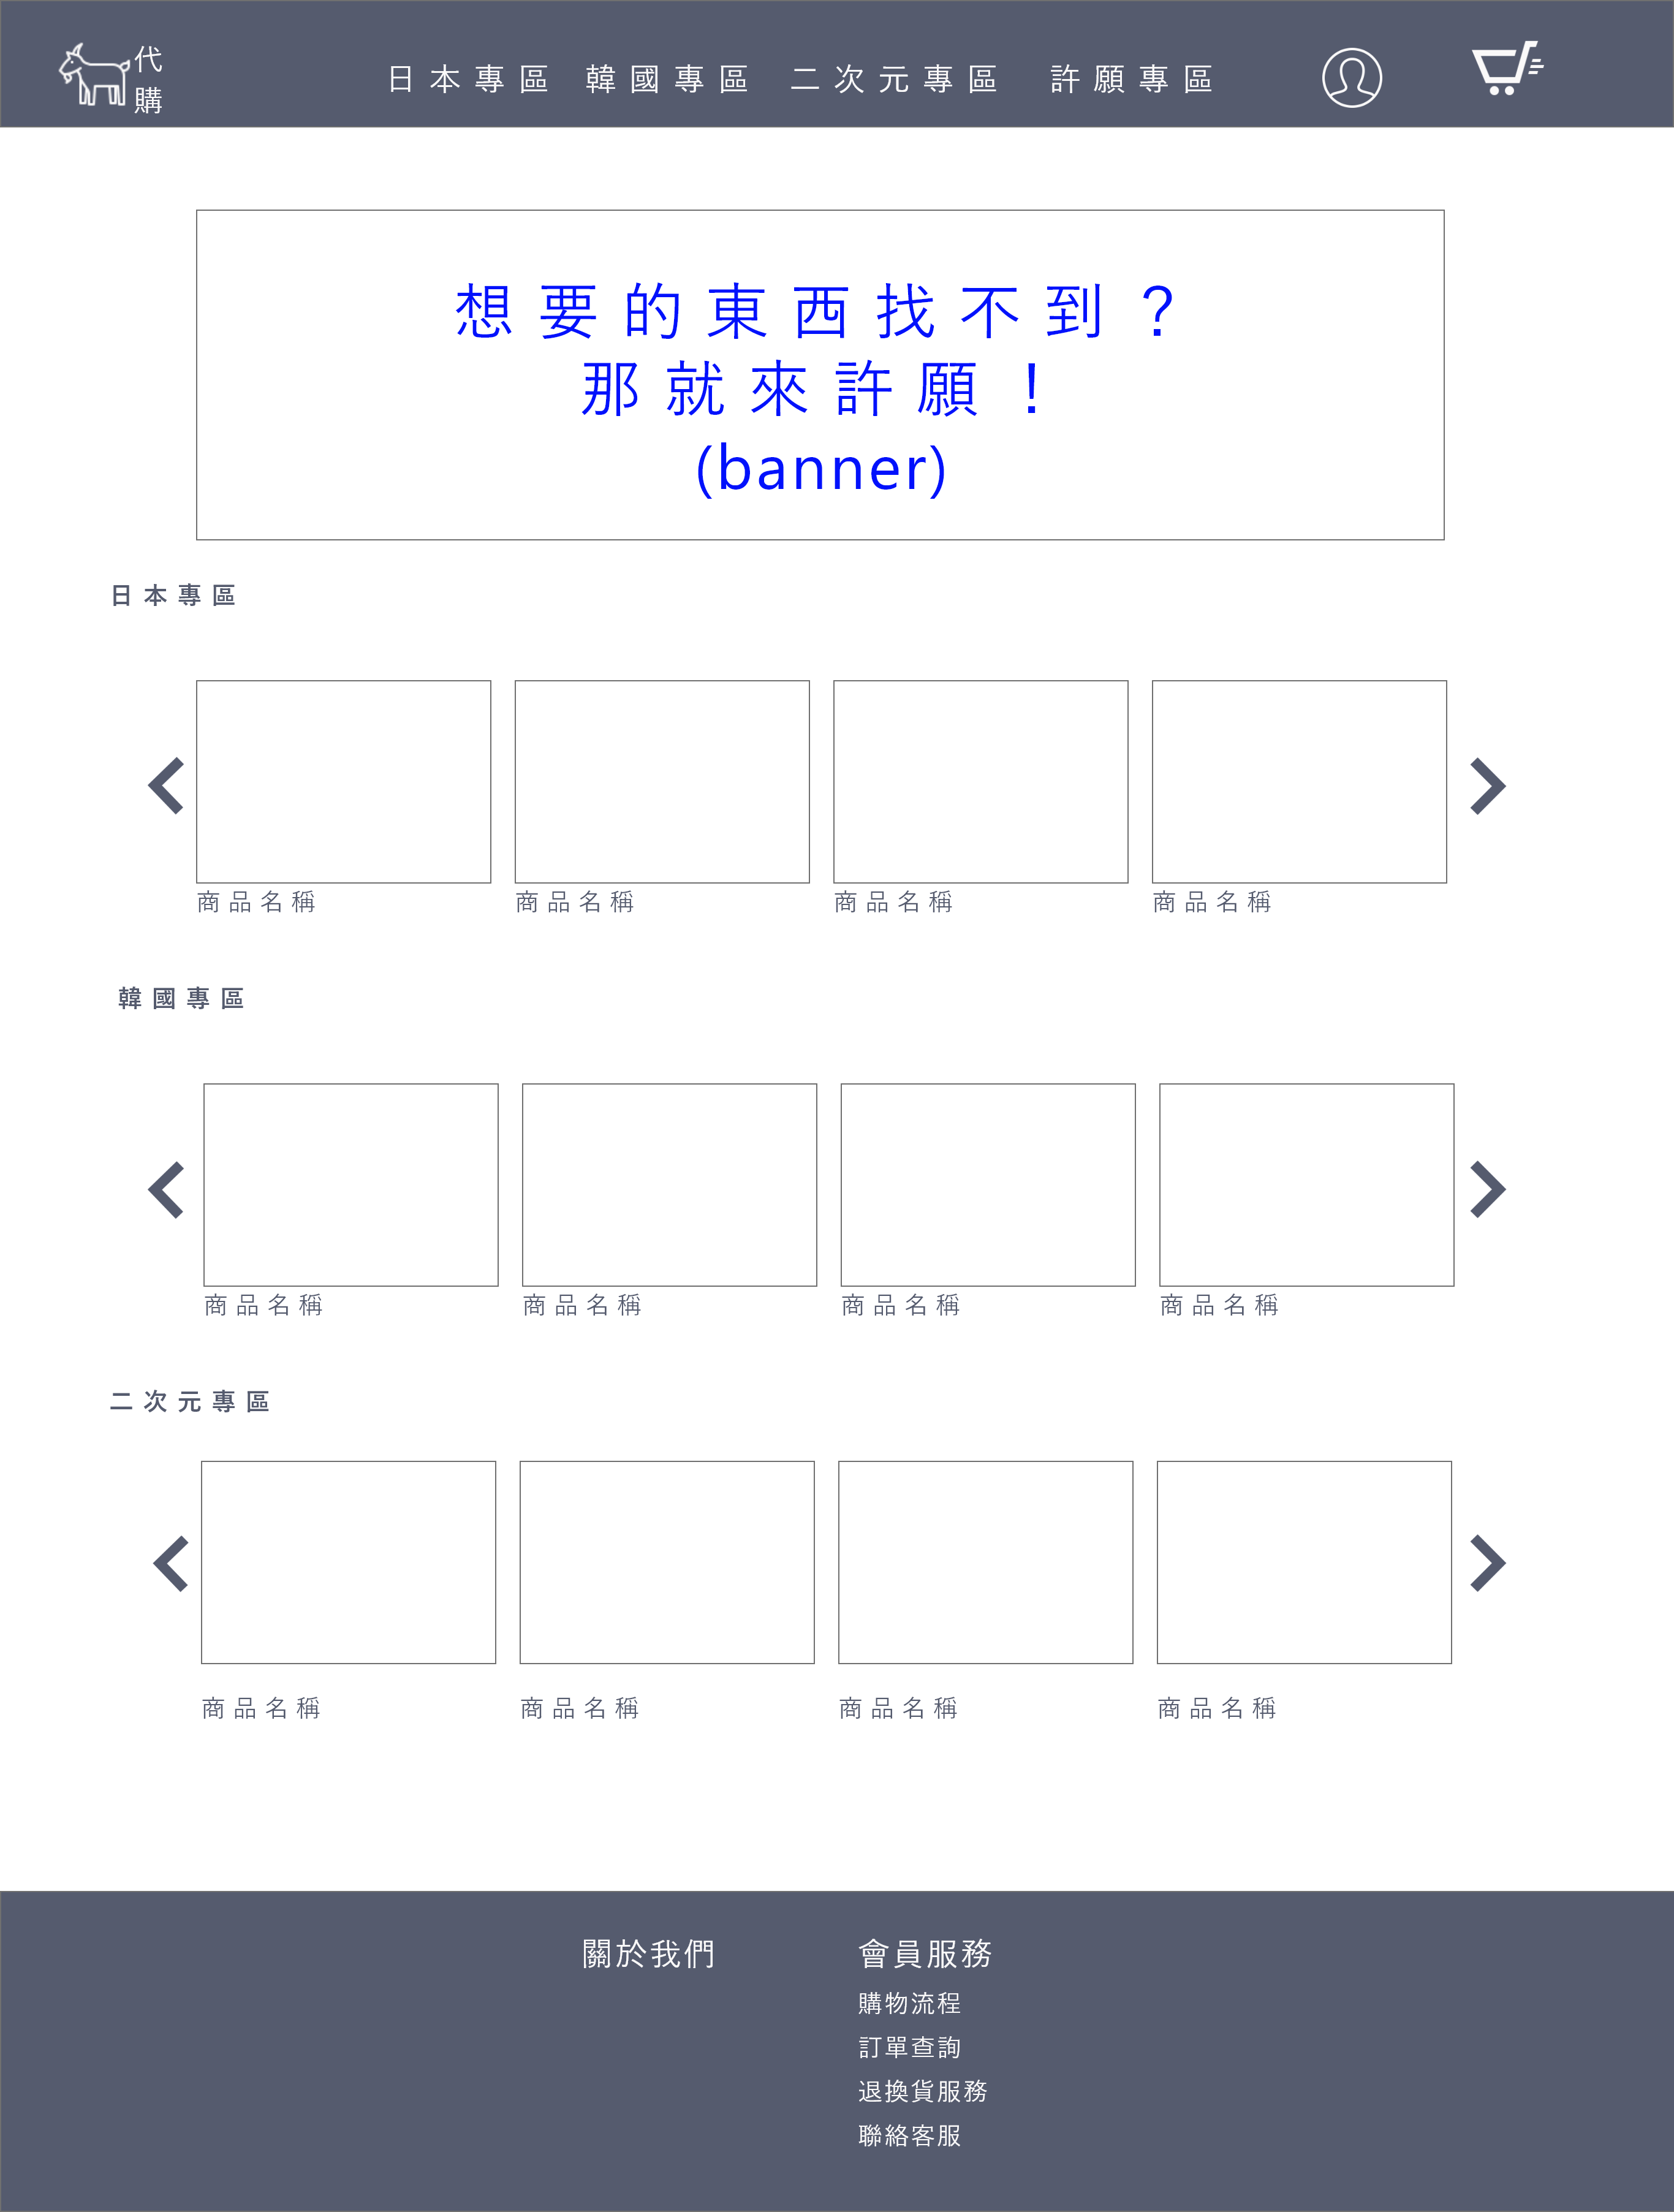 代
購
日本專區 韓國專區 二次元專區 許願專區
想要的東西找不到？
那就來許願！
(banner)
日本專區
商品名稱 商品名稱 商品名稱 商品名稱
韓國專區
商品名稱 商品名稱 商品名稱 商品名稱
二次元專區
商品名稱 商品名稱 商品名稱 商品名稱
關於我們
會員服務
購物流程
訂單查詢
退換貨服務
聯絡客服